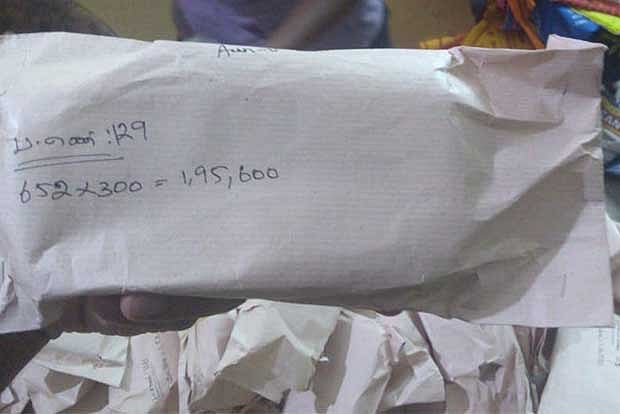 ப.எண் :129
652 x 300 = 1,95,600